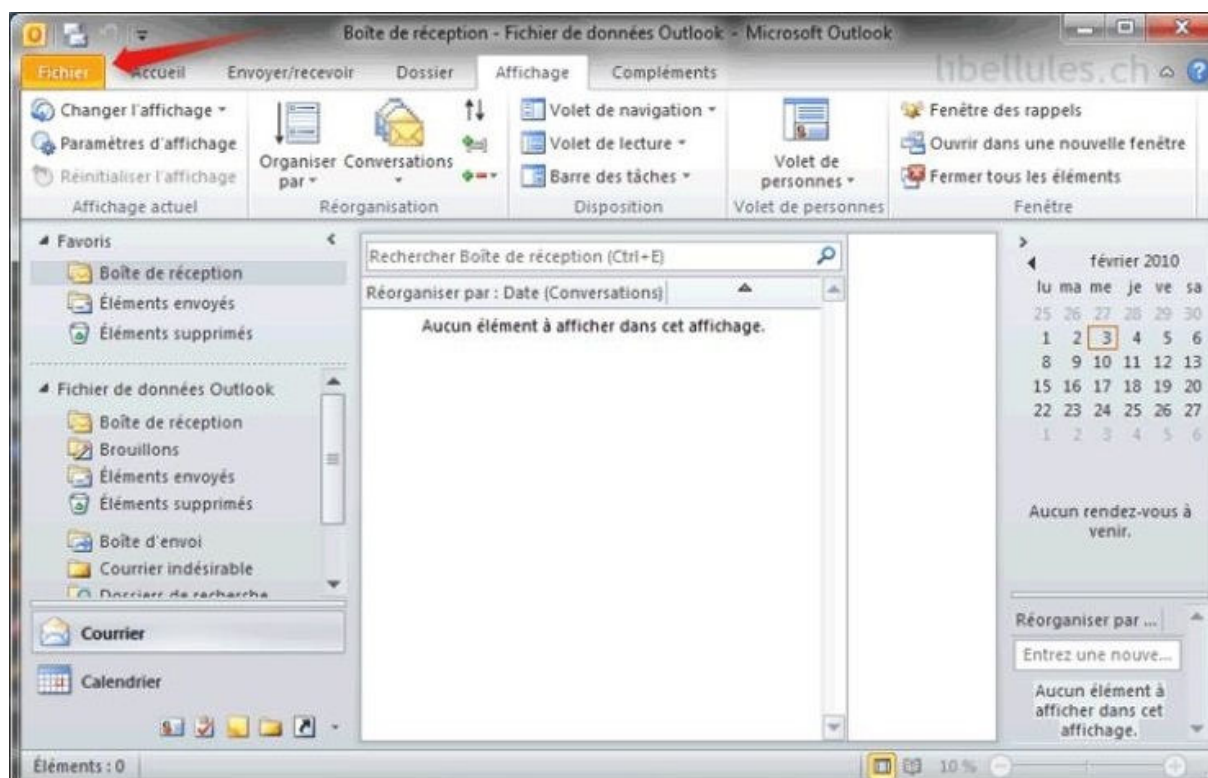 Boîte de réception - Fichier de données Outlook - Microsoft Outlook
Fichier Accueil Envoyer/recevoir Dossier Affichage Compléments
libellules.ch
Changer l'affichage
Paramètres d'affichage
Réinitialiser l'affichage
Affichage actuel
Organiser par
Conversations
Réorganisation
Volet de navigation
Volet de lecture
Barre des tâches
Disposition
Volet de personnes
Volet de personnes
Fenêtre des rappels
Ouvrir dans une nouvelle fenêtre
Fermer tous les éléments
Fenêtre
Favoris
Boîte de réception
Éléments envoyés
Éléments supprimés
Fichier de données Outlook
Boîte de réception
Brouillons
Éléments envoyés
Éléments supprimés
Boîte d'envoi
Courrier indésirable
Dossiers de recherche
Courrier
Calendrier
Rechercher Boîte de réception (Ctrl+E)
Réorganiser par : Date (Conversations)
Aucun élément à afficher dans cet affichage.
février 2010
lu ma me je ve sa
25 26 27 28 29 30
1 2 3 4 5 6
8 9 10 11 12 13
15 16 17 18 19 20
22 23 24 25 26 27
1 2 3 4 5 6
Aucun rendez-vous à
venir.
Réorganiser par ...
Entrez une nouve...
Aucun élément à
afficher dans cet
affichage.
Éléments : 0
10 %